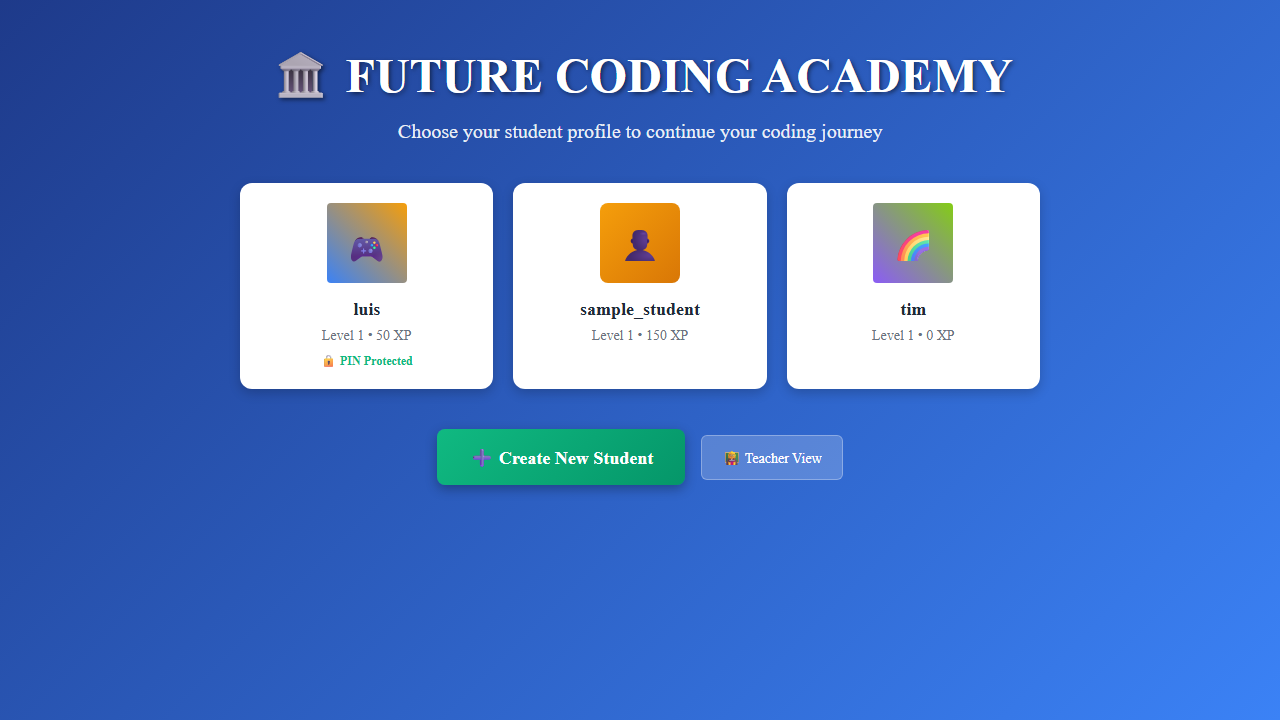 FUTURE CODING ACADEMY
Choose your student profile to continue your coding journey
luis
Level 1 • 50 XP
PIN Protected
sample_student
Level 1 • 150 XP
tim
Level 1 • 0 XP
Create New Student
Teacher View